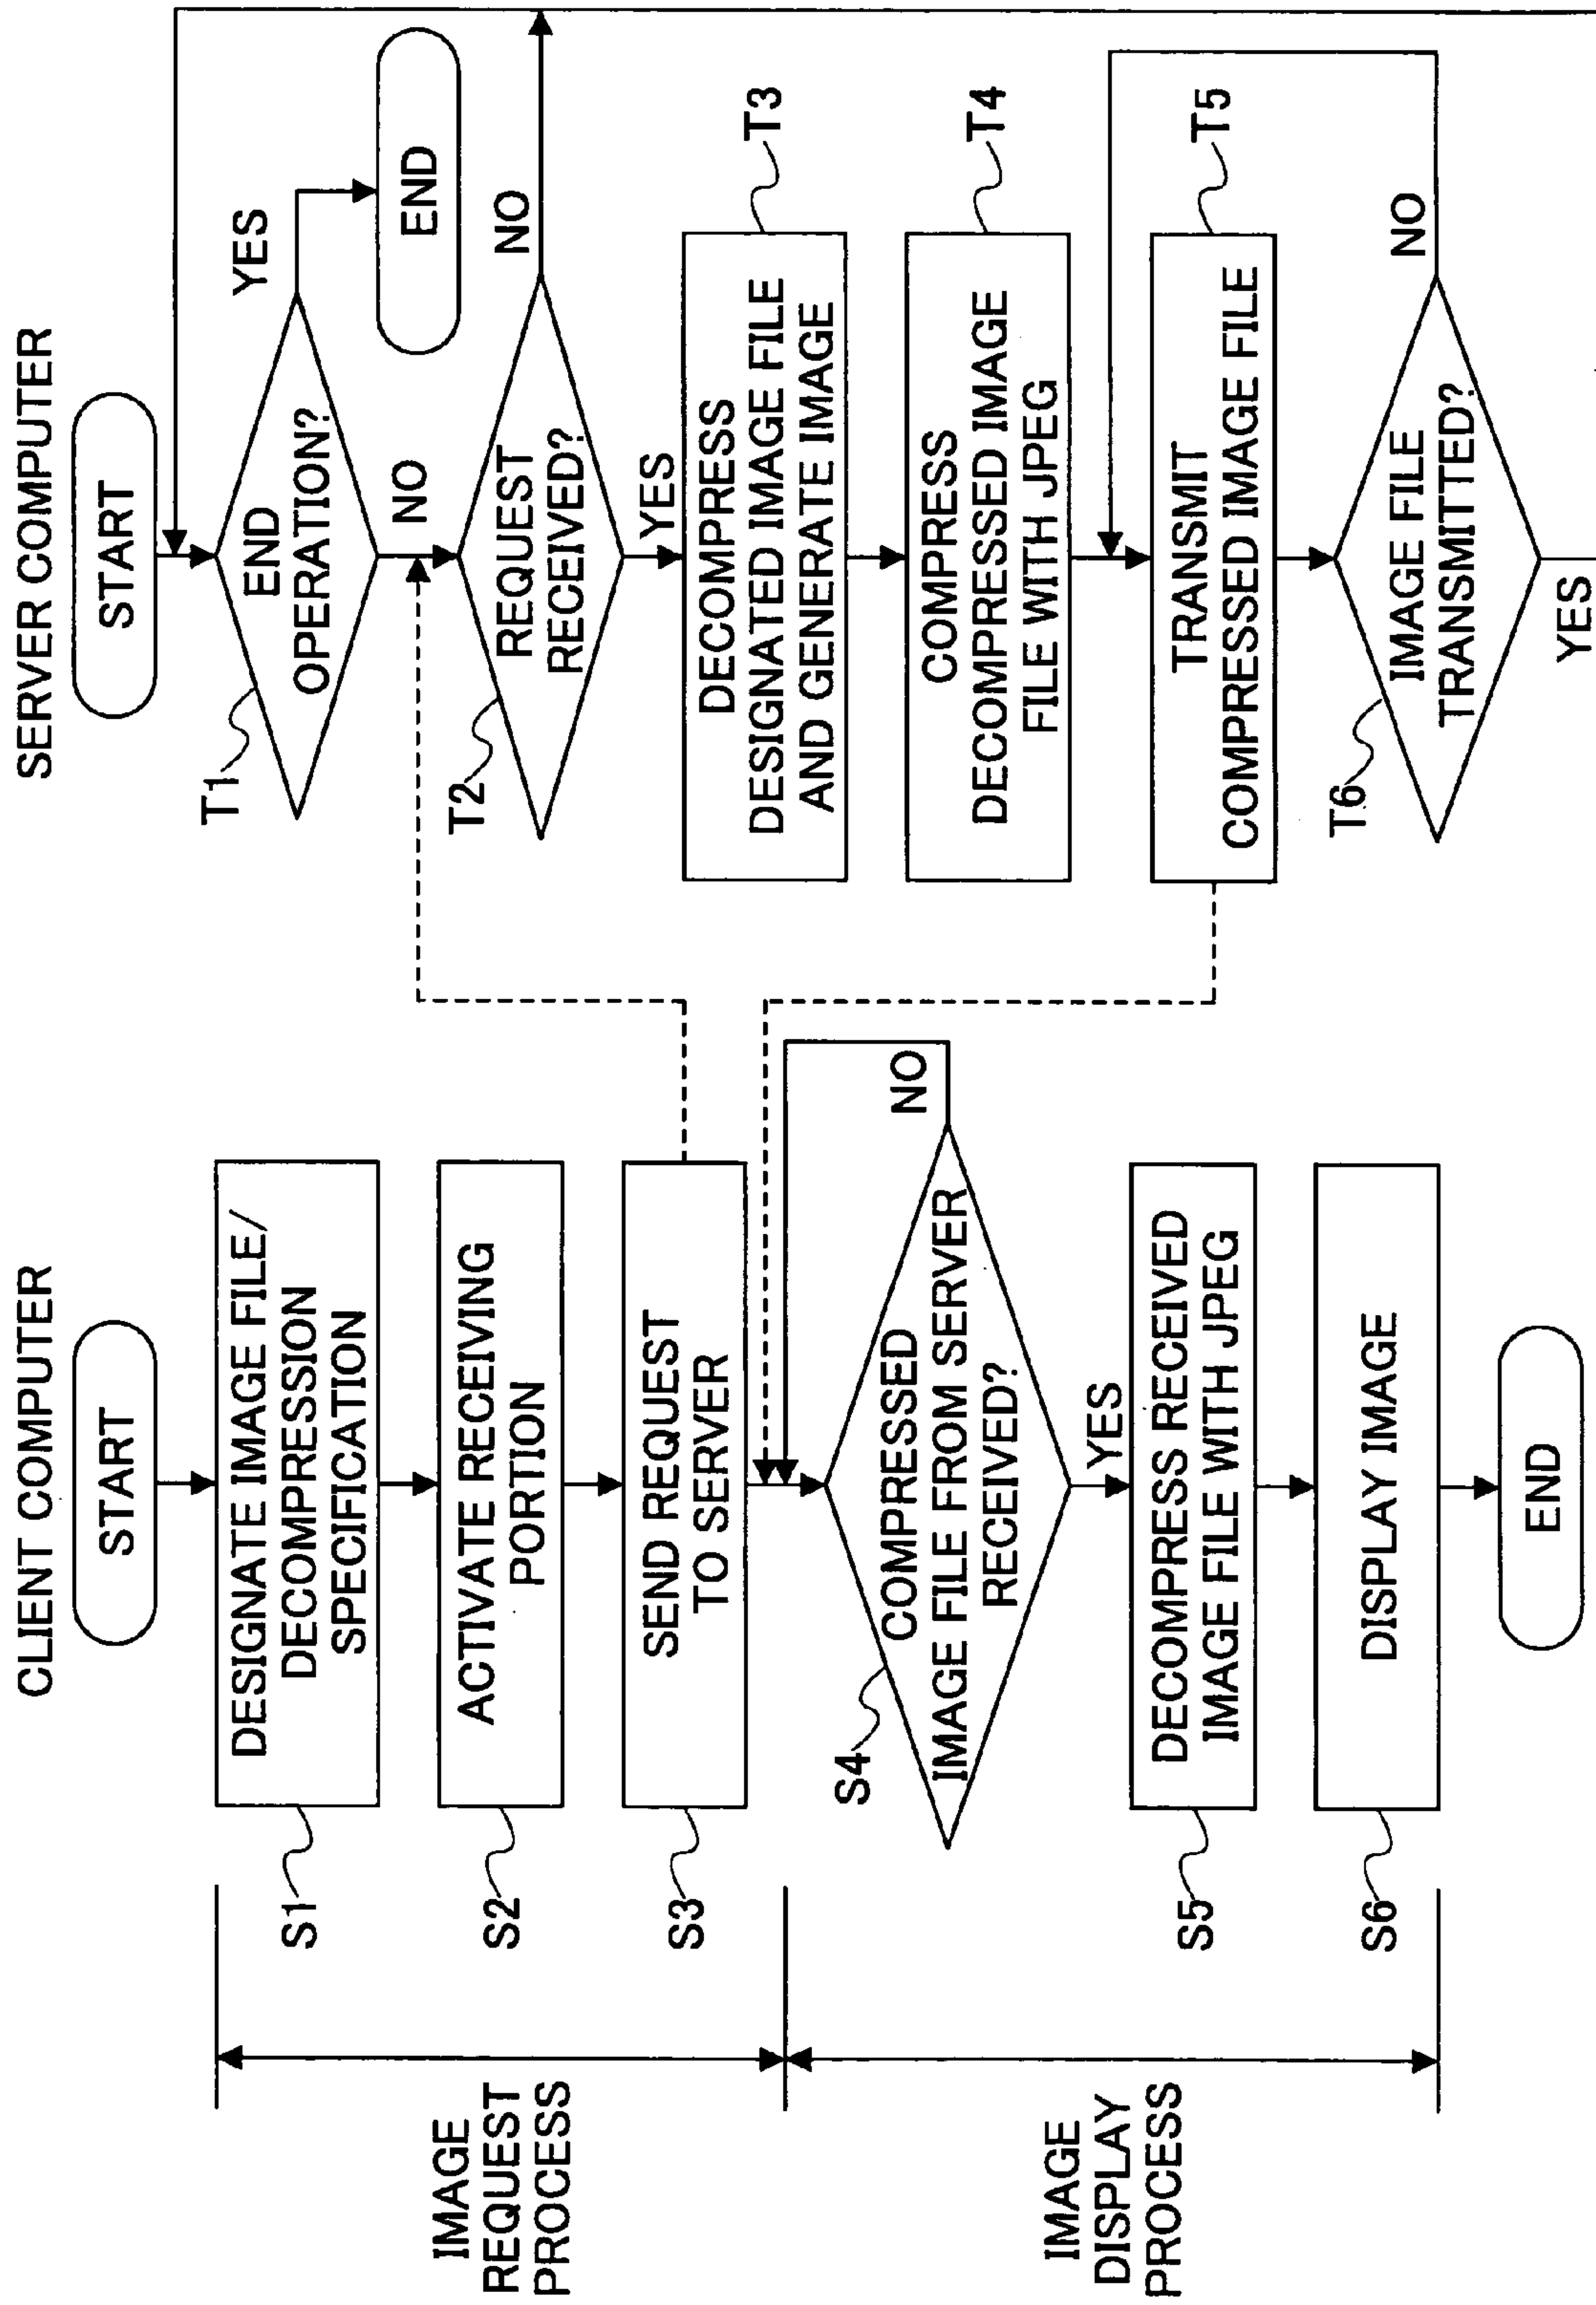 CLIENT COMPUTER
START
DESIGNATE IMAGE FILE/
DECOMPRESSION
SPECIFICATION
S1
ACTIVATE RECEIVING
PORTION
S2
SEND REQUEST
TO SERVER
S3
COMPRESSED
IMAGE FILE FROM SERVER
RECEIVED?
S4
NO
YES
DECOMPRESS RECEIVED
IMAGE FILE WITH JPEG
S5
DISPLAY IMAGE
S6
END
IMAGE
REQUEST
PROCESS
IMAGE
DISPLAY
PROCESS
SERVER COMPUTER
START
END
OPERATION?
T1
YES
END
NO
REQUEST
RECEIVED?
T2
NO
YES
DECOMPRESS
DESIGNATED IMAGE FILE
AND GENERATE IMAGE
T3
COMPRESS
DECOMPRESSED IMAGE
FILE WITH JPEG
T4
TRANSMIT
COMPRESSED IMAGE FILE
T5
IMAGE FILE
TRANSMITTED?
T6
NO
YES